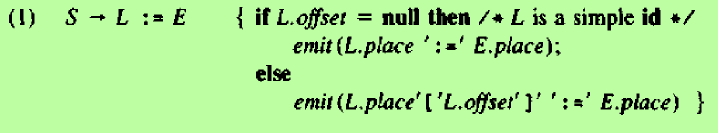 (1) S → L := E { if L.offset = null then /* L is a simple id */
emit(L.place ':=' E.place);
else
emit(L.place'['L.offset']' ':=' E.place) }